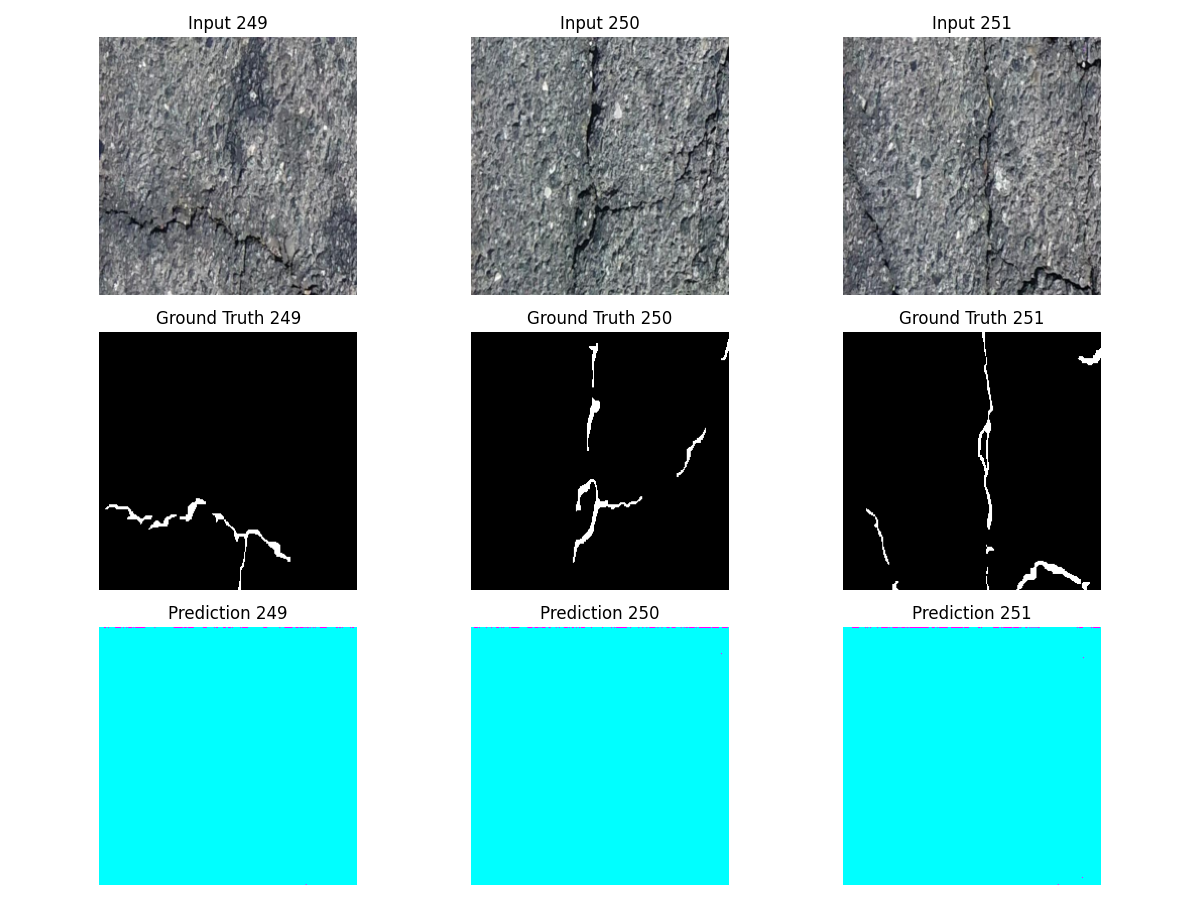 Input 249
Input 250
Input 251
Ground Truth 249
Ground Truth 250
Ground Truth 251
Prediction 249
Prediction 250
Prediction 251